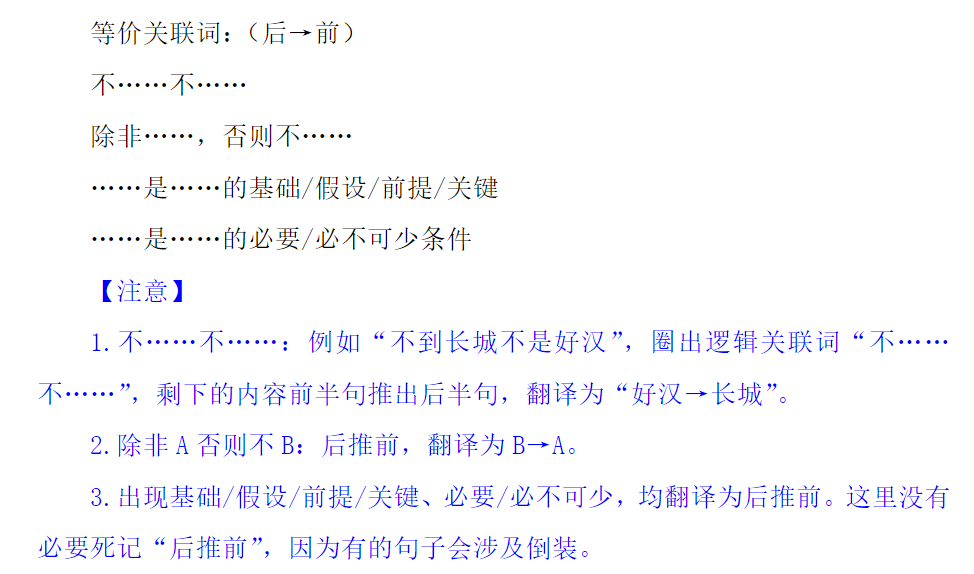 等价关联词：（后→前）
不……不……
除非……，否则不……
……是……的基础/假设/前提/关键
……是……的必要/必不可少条件
【注意】
1.不……不……：例如“不到长城不是好汉”，圈出逻辑关联词“不……
不……”，剩下的内容前半句推出后半句，翻译为“好汉→长城”。
2.除非 A 否则不 B：后推前，翻译为 B→A。
3.出现基础/假设/前提/关键、必要/必不可少，均翻译为后推前。这里没有
必要死记“后推前”，因为有的句子会涉及倒装。